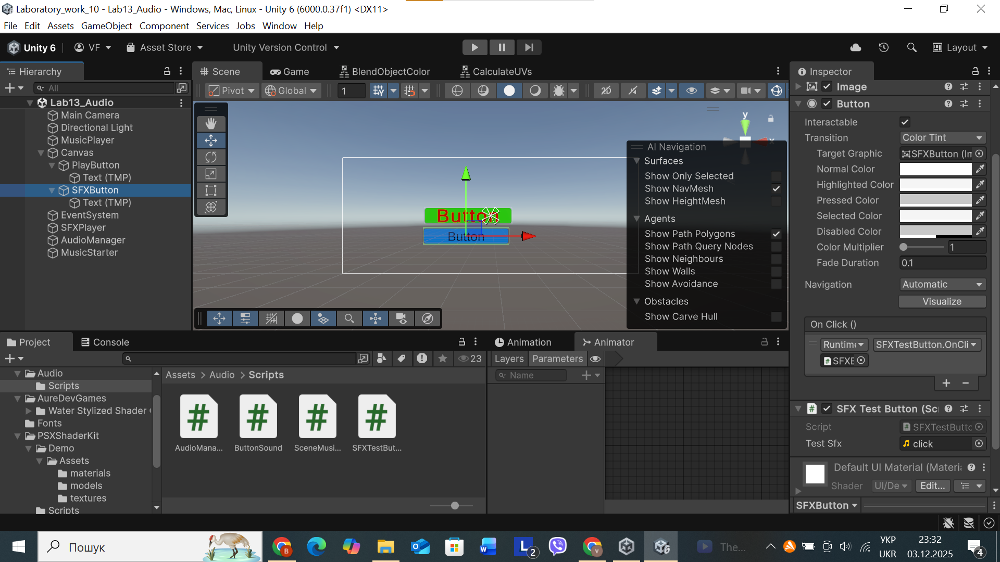 Laboratory_work_10 - Lab13_Audio - Windows, Mac, Linux - Unity 6 (6000.0.37f1) <DX11>
File Edit Assets GameObject Component Services Jobs Window Help
Unity 6 VF Asset Store Unity Version Control Layout
Hierarchy
All
Lab13_Audio
Main Camera
Directional Light
MusicPlayer
Canvas
PlayButton
Text (TMP)
SFXButton
Text (TMP)
EventSystem
SFXPlayer
AudioManager
MusicStarter
Scene Game BlendObjectColor CalculateUVs
Pivot Global 1 2D
y
x
Button
Button
AI Navigation
Surfaces
Show Only Selected
Show NavMesh
Show HeightMesh
Agents
Show Path Polygons
Show Path Query Nodes
Show Neighbours
Show Walls
Show Avoidance
Obstacles
Show Carve Hull
Inspector
Image
Button
Interactable
Transition Color Tint
Target Graphic SFXButton (Im
Normal Color
Highlighted Color
Pressed Color
Selected Color
Disabled Color
Color Multiplier 1
Fade Duration 0.1
Navigation Automatic
Visualize
On Click ()
Runtime SFXTestButton.OnCli
SFXE
SFX Test Button (Sc
Script SFXTestButtc
Test Sfx click
Default UI Material (Materi
Shader UI/De Edit...
SFXButton
Project Console
23
Audio
Scripts
AureDevGames
Water Stylized Shader
Fonts
PSXShaderKit
Demo
Assets
materials
models
textures
Scripts
Assets > Audio > Scripts
AudioMana... ButtonSound SceneMusi... SFXTestBut...
Animation Animator
Layers Parameters
Name
Пошук
2
The...
УКР
UKR
23:32
03.12.2025
4